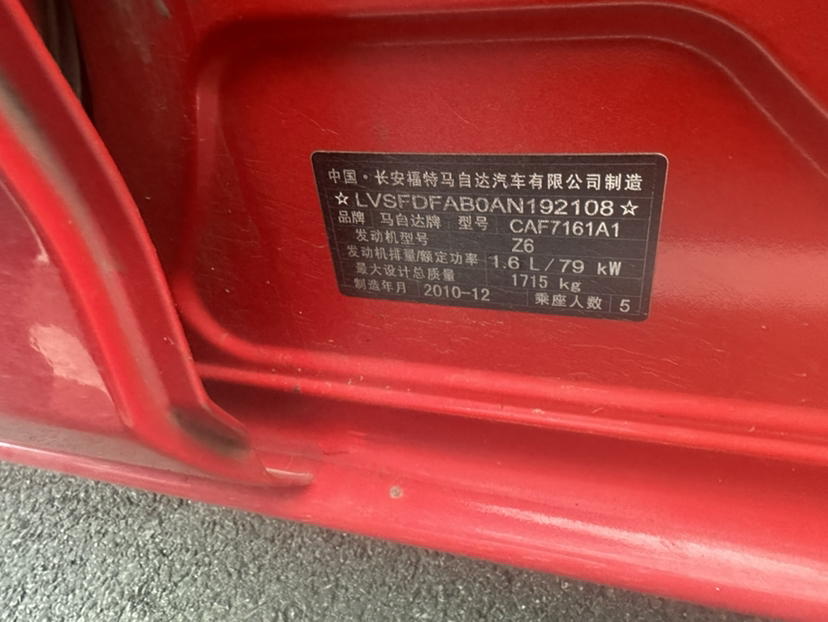 中国·长安福特马自达汽车有限公司制造
☆LVSFDFAB0AN192108☆
品牌 马自达牌 型号 CAF7161A1
发动机型号 Z6
发动机排量/额定功率 1.6 L/79 kW
最大设计总质量 1715 kg
制造年月 2010-12 乘座人数 5